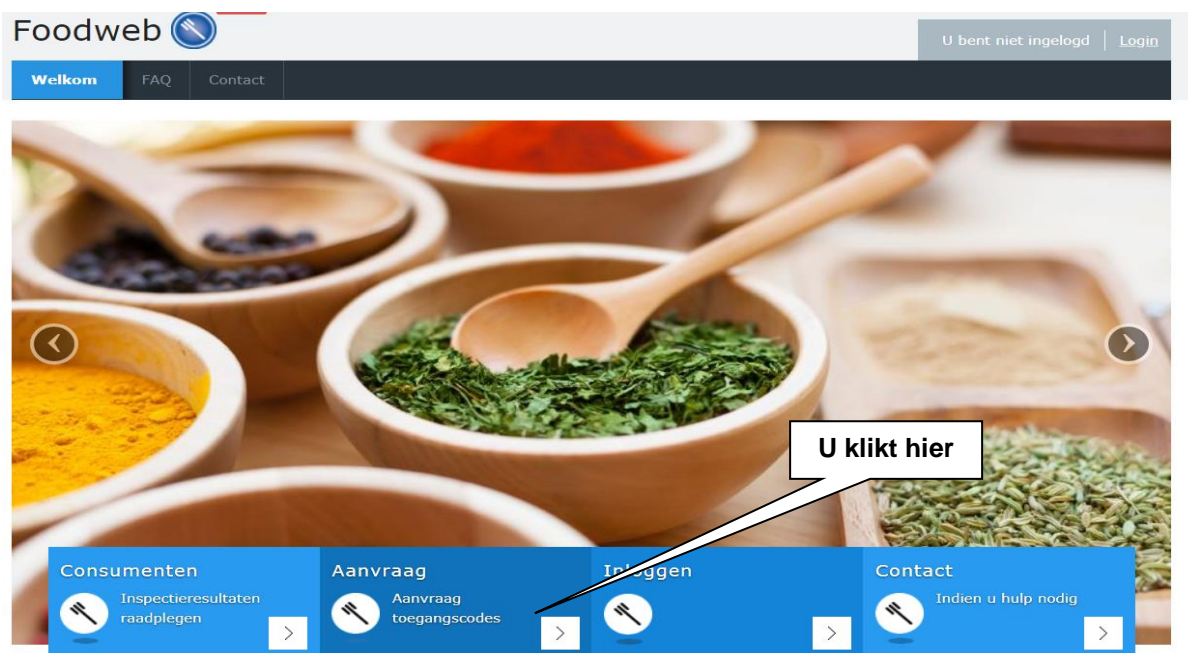 Foodweb
U bent niet ingelogd | Login
Welkom FAQ Contact
U klikt hier
Consumenten
Inspectieresultaten
raadplegen
Aanvraag
Aanvraag
toegangscodes
Inloggen
Contact
Indien u hulp nodig